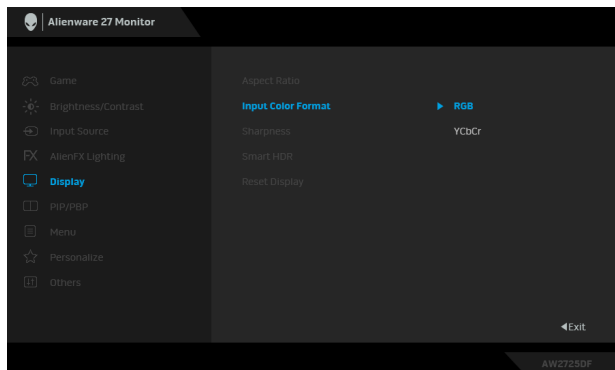 Alienware 27 Monitor
Game
Aspect Ratio
Brightness/Contrast
Input Color Format
RGB
Input Source
Sharpness
YCbCr
FX AlienFX Lighting
Smart HDR
Display
Reset Display
PIP/PBP
Menu
Personalize
Others
Exit
AW2725DF